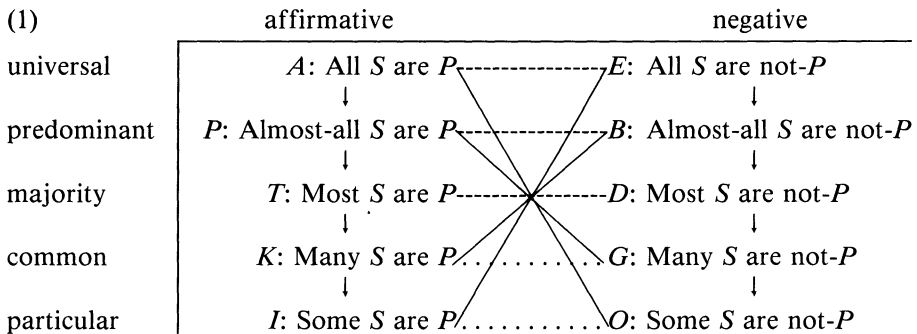 (1) affirmative negative
universal A: All S are P E: All S are not-P
predominant P: Almost-all S are P B: Almost-all S are not-P
majority T: Most S are P D: Most S are not-P
common K: Many S are P G: Many S are not-P
particular I: Some S are P O: Some S are not-P